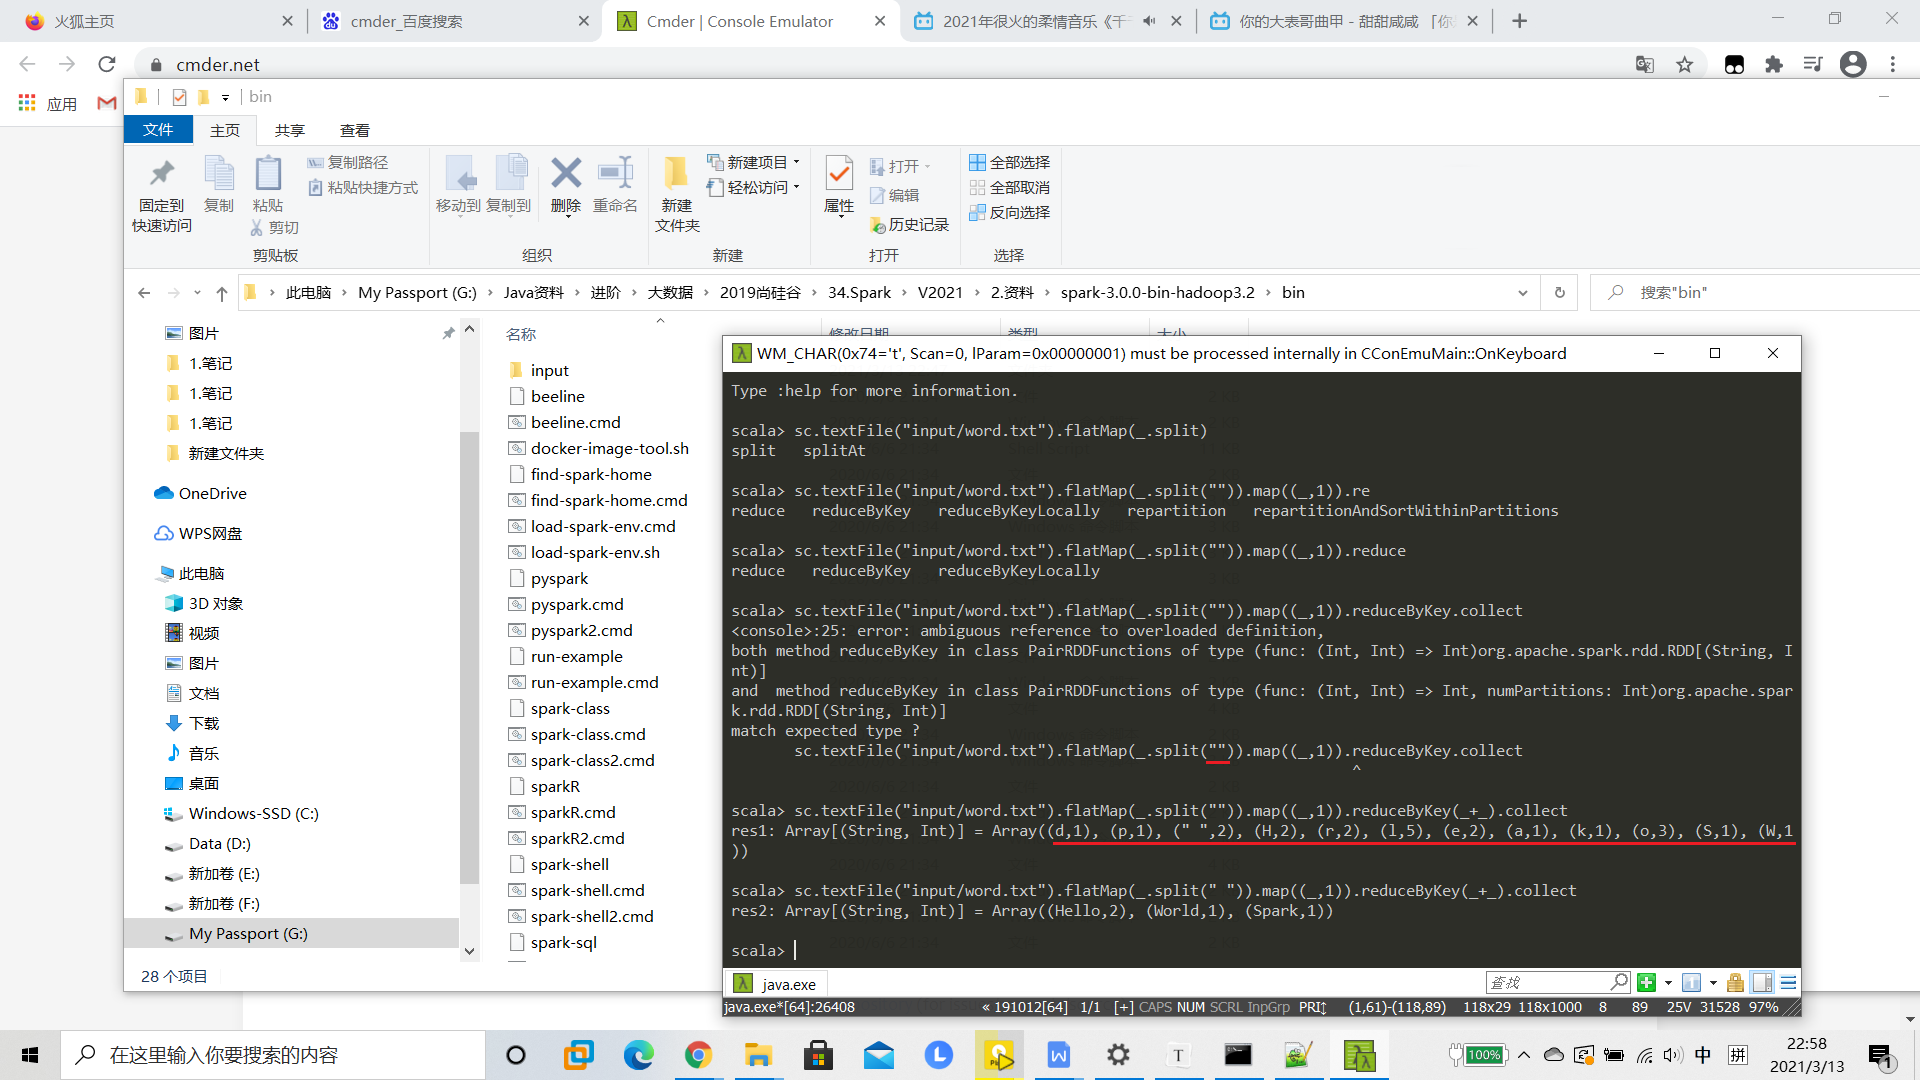 火狐主页
cmder_百度搜索
Cmder | Console Emulator
2021年很火的柔情音乐《千
你的大表哥曲甲 - 甜甜咸咸 「你
cmder.net
应用
bin
文件
主页
共享
查看
固定到
快速访问
复制
粘贴
复制路径
粘贴快捷方式
剪切
剪贴板
移动到
复制到
删除
重命名
组织
新建
文件夹
新建项目
轻松访问
新建
属性
打开
编辑
历史记录
打开
全部选择
全部取消
反向选择
选择
此电脑 › My Passport (G:) › Java资料 › 进阶 › 大数据 › 2019尚硅谷 › 34.Spark › V2021 › 2.资料 › spark-3.0.0-bin-hadoop3.2 › bin
搜索"bin"
图片
1.笔记
1.笔记
1.笔记
新建文件夹
OneDrive
WPS网盘
此电脑
3D 对象
视频
图片
文档
下载
音乐
桌面
Windows-SSD (C:)
Data (D:)
新加卷 (E:)
新加卷 (F:)
My Passport (G:)
28 个项目
名称
修改日期
类型
大小
input
beeline
beeline.cmd
docker-image-tool.sh
find-spark-home
find-spark-home.cmd
load-spark-env.cmd
load-spark-env.sh
pyspark
pyspark.cmd
pyspark2.cmd
run-example
run-example.cmd
spark-class
spark-class.cmd
spark-class2.cmd
sparkR
sparkR.cmd
sparkR2.cmd
spark-shell
spark-shell.cmd
spark-shell2.cmd
spark-sql
WM_CHAR(0x74='t', Scan=0, lParam=0x00000001) must be processed internally in CConEmuMain::OnKeyboard
Type :help for more information.
scala> sc.textFile("input/word.txt").flatMap(_.split)
split   splitAt
scala> sc.textFile("input/word.txt").flatMap(_.split("")).map((_,1)).re
reduce   reduceByKey   reduceByKeyLocally   repartition   repartitionAndSortWithinPartitions
scala> sc.textFile("input/word.txt").flatMap(_.split("")).map((_,1)).reduce
reduce   reduceByKey   reduceByKeyLocally
scala> sc.textFile("input/word.txt").flatMap(_.split("")).map((_,1)).reduceByKey.collect
<console>:25: error: ambiguous reference to overloaded definition,
both method reduceByKey in class PairRDDFunctions of type (func: (Int, Int) => Int)org.apache.spark.rdd.RDD[(String, I
nt)]
and  method reduceByKey in class PairRDDFunctions of type (func: (Int, Int) => Int, numPartitions: Int)org.apache.spar
k.rdd.RDD[(String, Int)]
match expected type ?
       sc.textFile("input/word.txt").flatMap(_.split("")).map((_,1)).reduceByKey.collect
^
scala> sc.textFile("input/word.txt").flatMap(_.split("")).map((_,1)).reduceByKey(_+_).collect
res1: Array[(String, Int)] = Array((d,1), (p,1), (" ",2), (H,2), (r,2), (l,5), (e,2), (a,1), (k,1), (o,3), (S,1), (W,1
))
scala> sc.textFile("input/word.txt").flatMap(_.split(" ")).map((_,1)).reduceByKey(_+_).collect
res2: Array[(String, Int)] = Array((Hello,2), (World,1), (Spark,1))
scala>
java.exe
查找
java.exe*[64]:26408
« 191012[64] 1/1 [+] CAPS NUM SCRL InpGrp PRI↕ (1,61)-(118,89) 118x29 118x1000 8 89 25V 31528 97%
在这里输入你要搜索的内容
100%
中
拼
22:58
2021/3/13
1